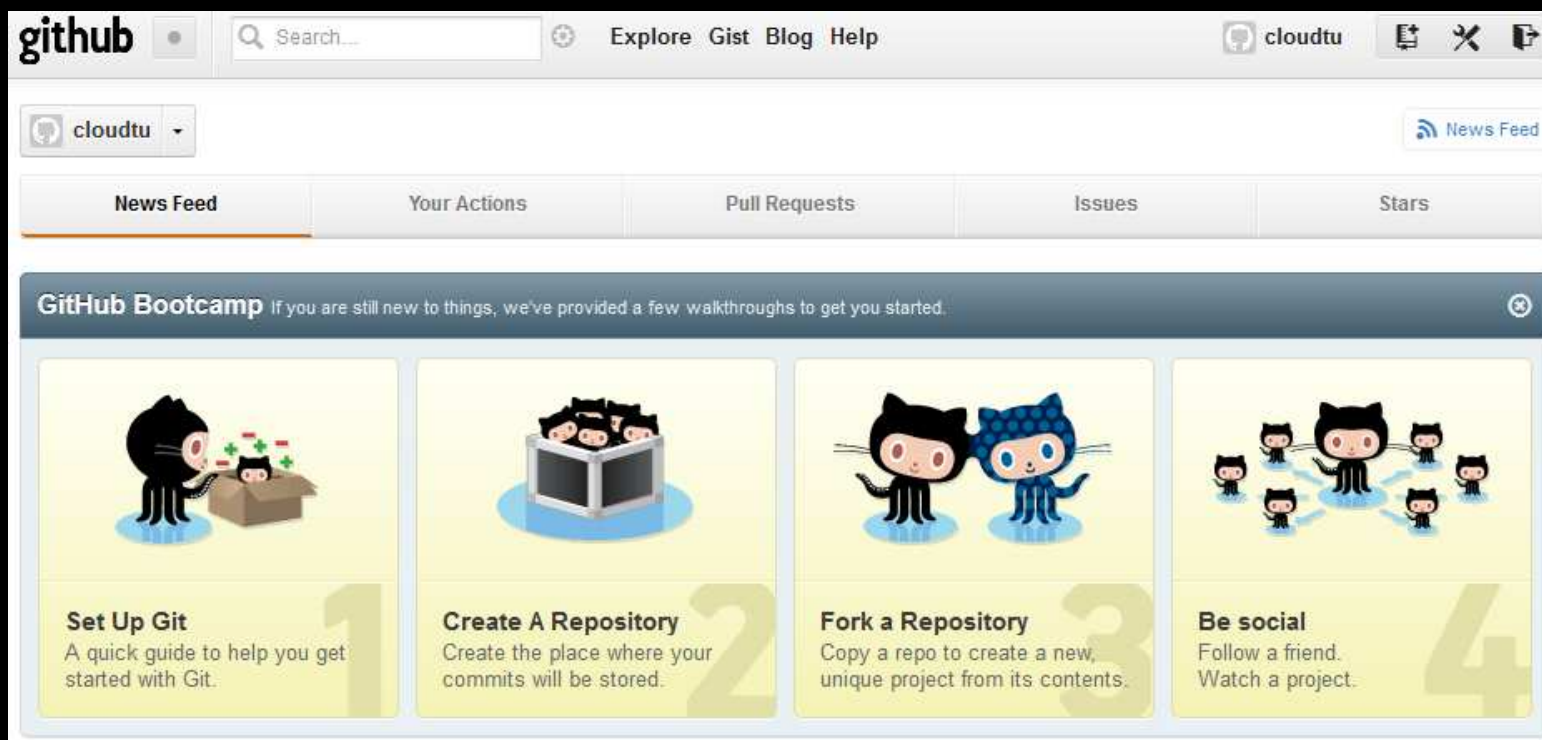 github Search... Explore Gist Blog Help cloudtu
cloudtu News Feed
News Feed Your Actions Pull Requests Issues Stars
GitHub Bootcamp If you are still new to things, we've provided a few walkthroughs to get you started.
1
Set Up Git
A quick guide to help you get
started with Git.
2
Create A Repository
Create the place where your
commits will be stored.
3
Fork a Repository
Copy a repo to create a new,
unique project from its contents.
4
Be social
Follow a friend.
Watch a project.